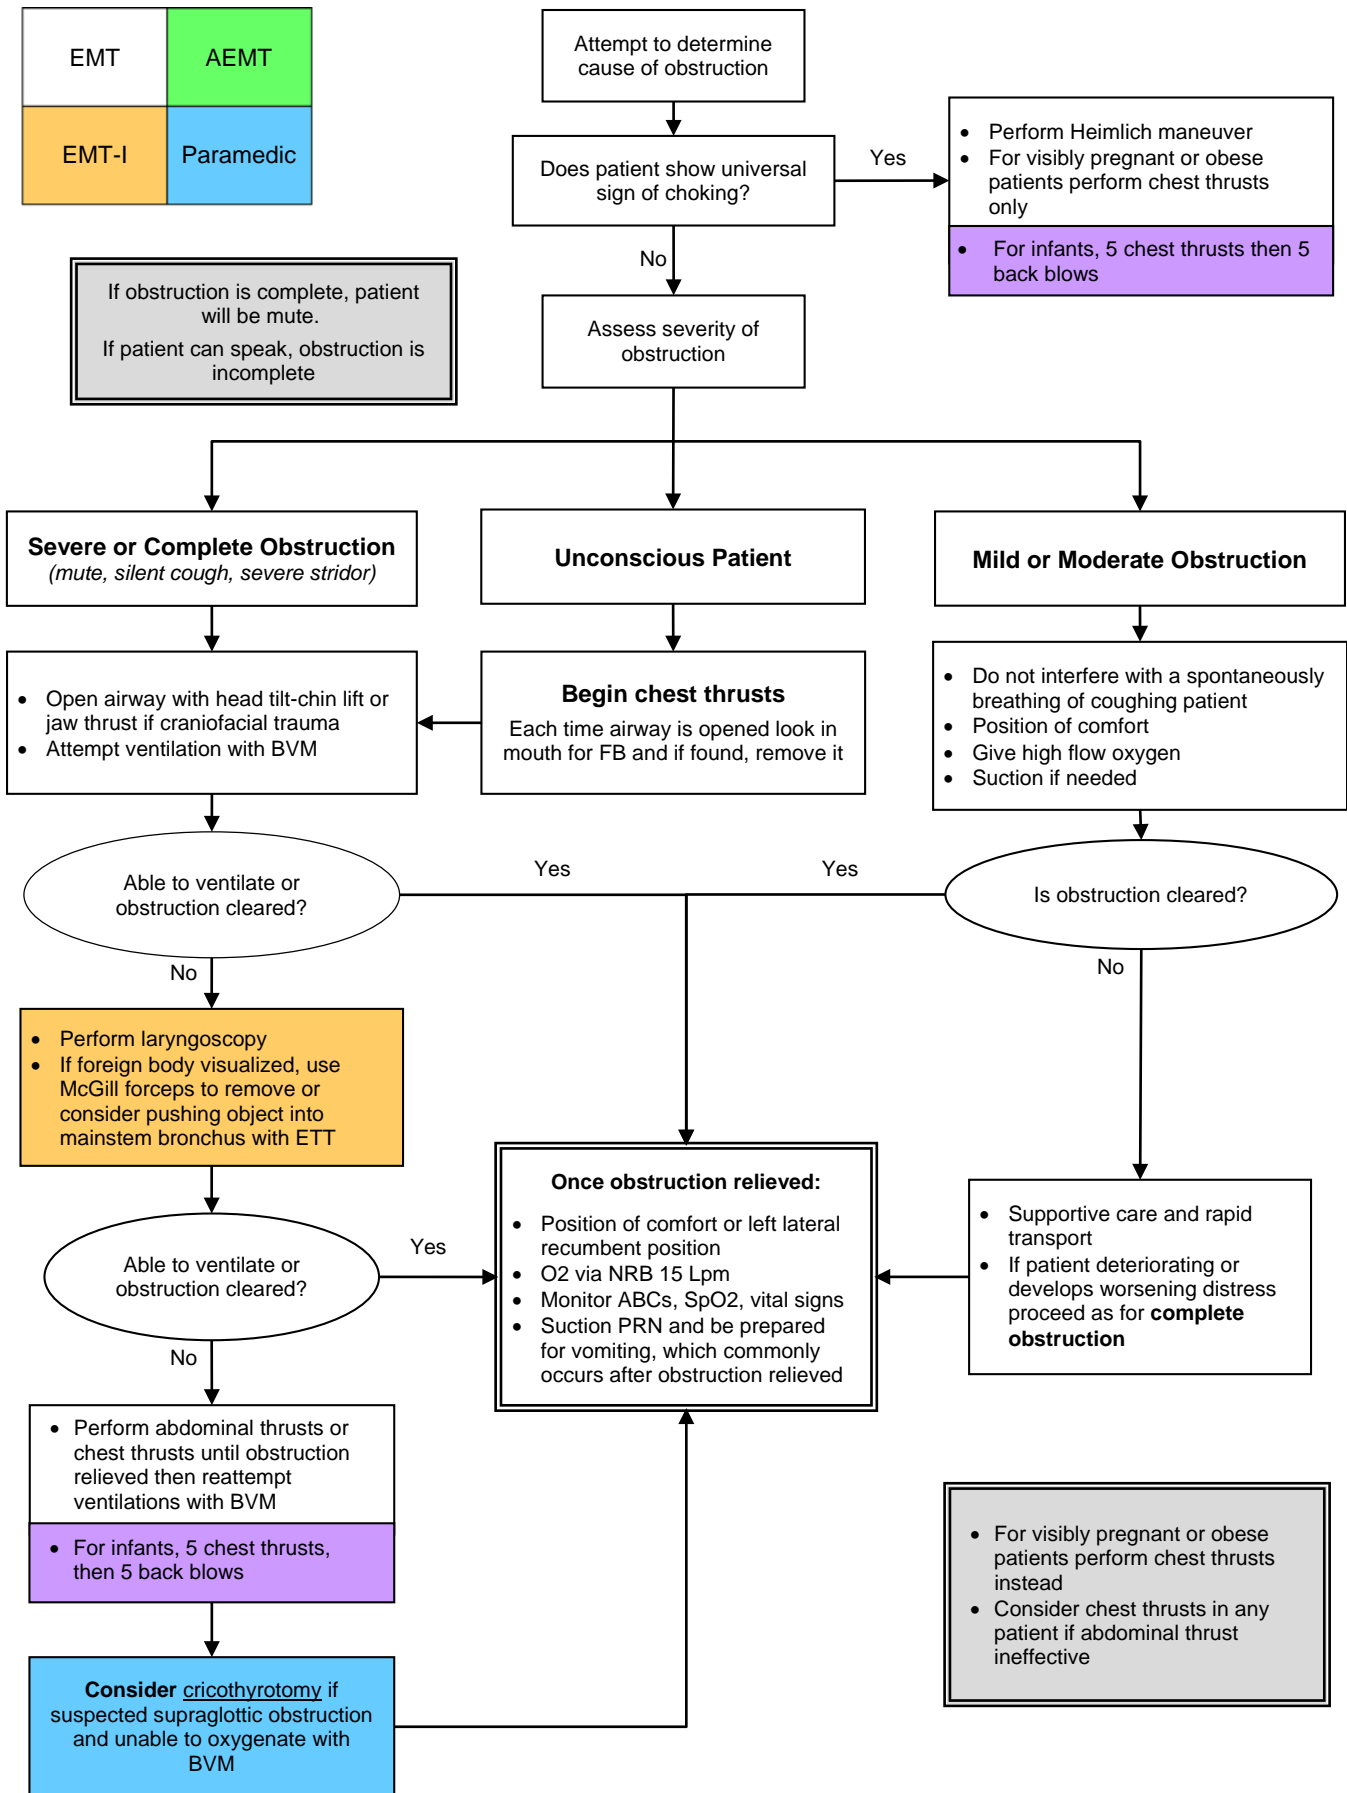 EMT
AEMT
EMT-I
Paramedic
Attempt to determine
cause of obstruction
Does patient show universal
sign of choking?
Yes
• Perform Heimlich maneuver
• For visibly pregnant or obese
patients perform chest thrusts
only
• For infants, 5 chest thrusts then 5
back blows
No
If obstruction is complete, patient
will be mute.
If patient can speak, obstruction is
incomplete
Assess severity of
obstruction
Severe or Complete Obstruction
(mute, silent cough, severe stridor)
Unconscious Patient
Mild or Moderate Obstruction
• Open airway with head tilt-chin lift or
jaw thrust if craniofacial trauma
• Attempt ventilation with BVM
Begin chest thrusts
Each time airway is opened look in
mouth for FB and if found, remove it
• Do not interfere with a spontaneously
breathing of coughing patient
• Position of comfort
• Give high flow oxygen
• Suction if needed
Able to ventilate or
obstruction cleared?
Yes
Yes
Is obstruction cleared?
No
No
• Perform laryngoscopy
• If foreign body visualized, use
McGill forceps to remove or
consider pushing object into
mainstem bronchus with ETT
Once obstruction relieved:
• Position of comfort or left lateral
recumbent position
• O2 via NRB 15 Lpm
• Monitor ABCs, SpO2, vital signs
• Suction PRN and be prepared
for vomiting, which commonly
occurs after obstruction relieved
• Supportive care and rapid
transport
• If patient deteriorating or
develops worsening distress
proceed as for complete
obstruction
Able to ventilate or
obstruction cleared?
Yes
No
• Perform abdominal thrusts or
chest thrusts until obstruction
relieved then reattempt
ventilations with BVM
• For infants, 5 chest thrusts,
then 5 back blows
• For visibly pregnant or obese
patients perform chest thrusts
instead
• Consider chest thrusts in any
patient if abdominal thrust
ineffective
Consider cricothyrotomy if
suspected supraglottic obstruction
and unable to oxygenate with
BVM